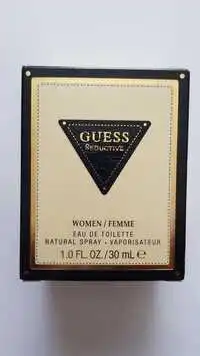 GUESS
SEDUCTIVE
WOMEN / FEMME
EAU DE TOILETTE
NATURAL SPRAY - VAPORISATEUR
1.0 FL. OZ./30 mL ℮